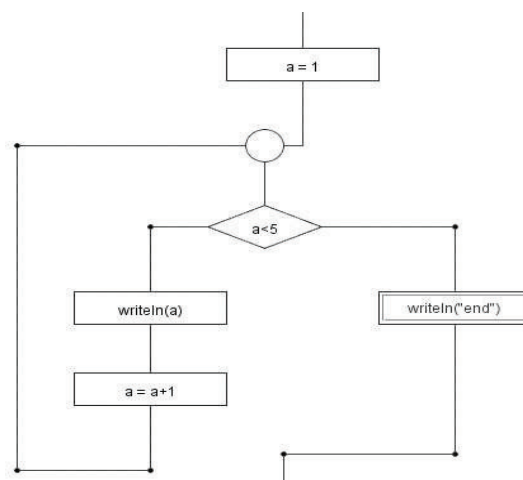 a = 1
a<5
writeln(a)
writeln("end")
a = a+1